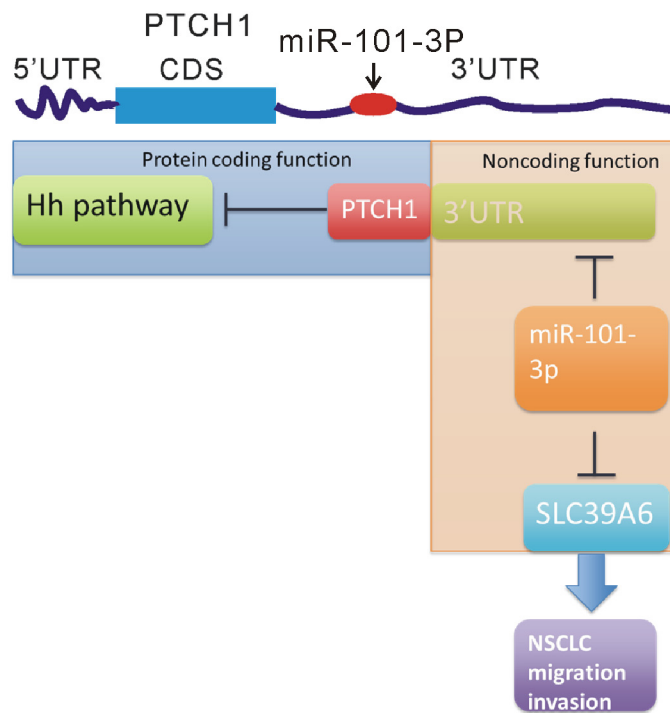 PTCH1
miR-101-3P
5'UTR
CDS
3'UTR
Protein coding function
Noncoding function
Hh pathway
PTCH1
3'UTR
miR-101-
3p
SLC39A6
NSCLC
migration
invasion